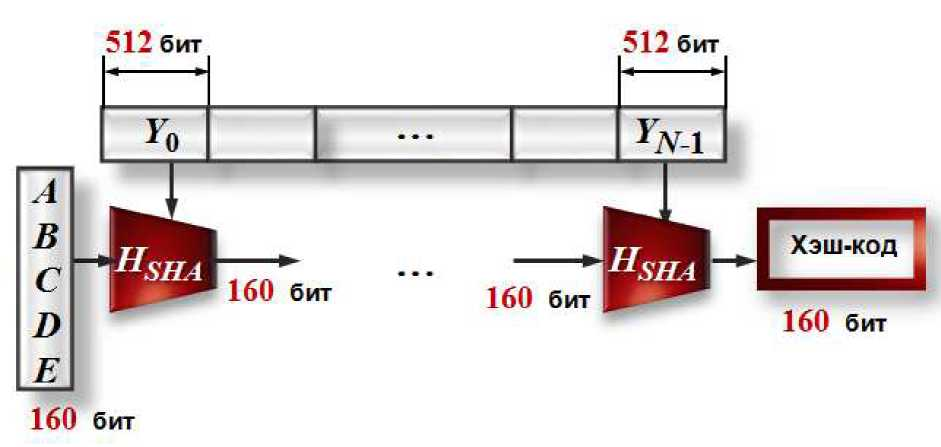 512 бит 512 бит
Y0 ... YN-1
A
B
C
D
E
HSHA ... HSHA Хэш-код
160 бит 160 бит 160 бит
160 бит